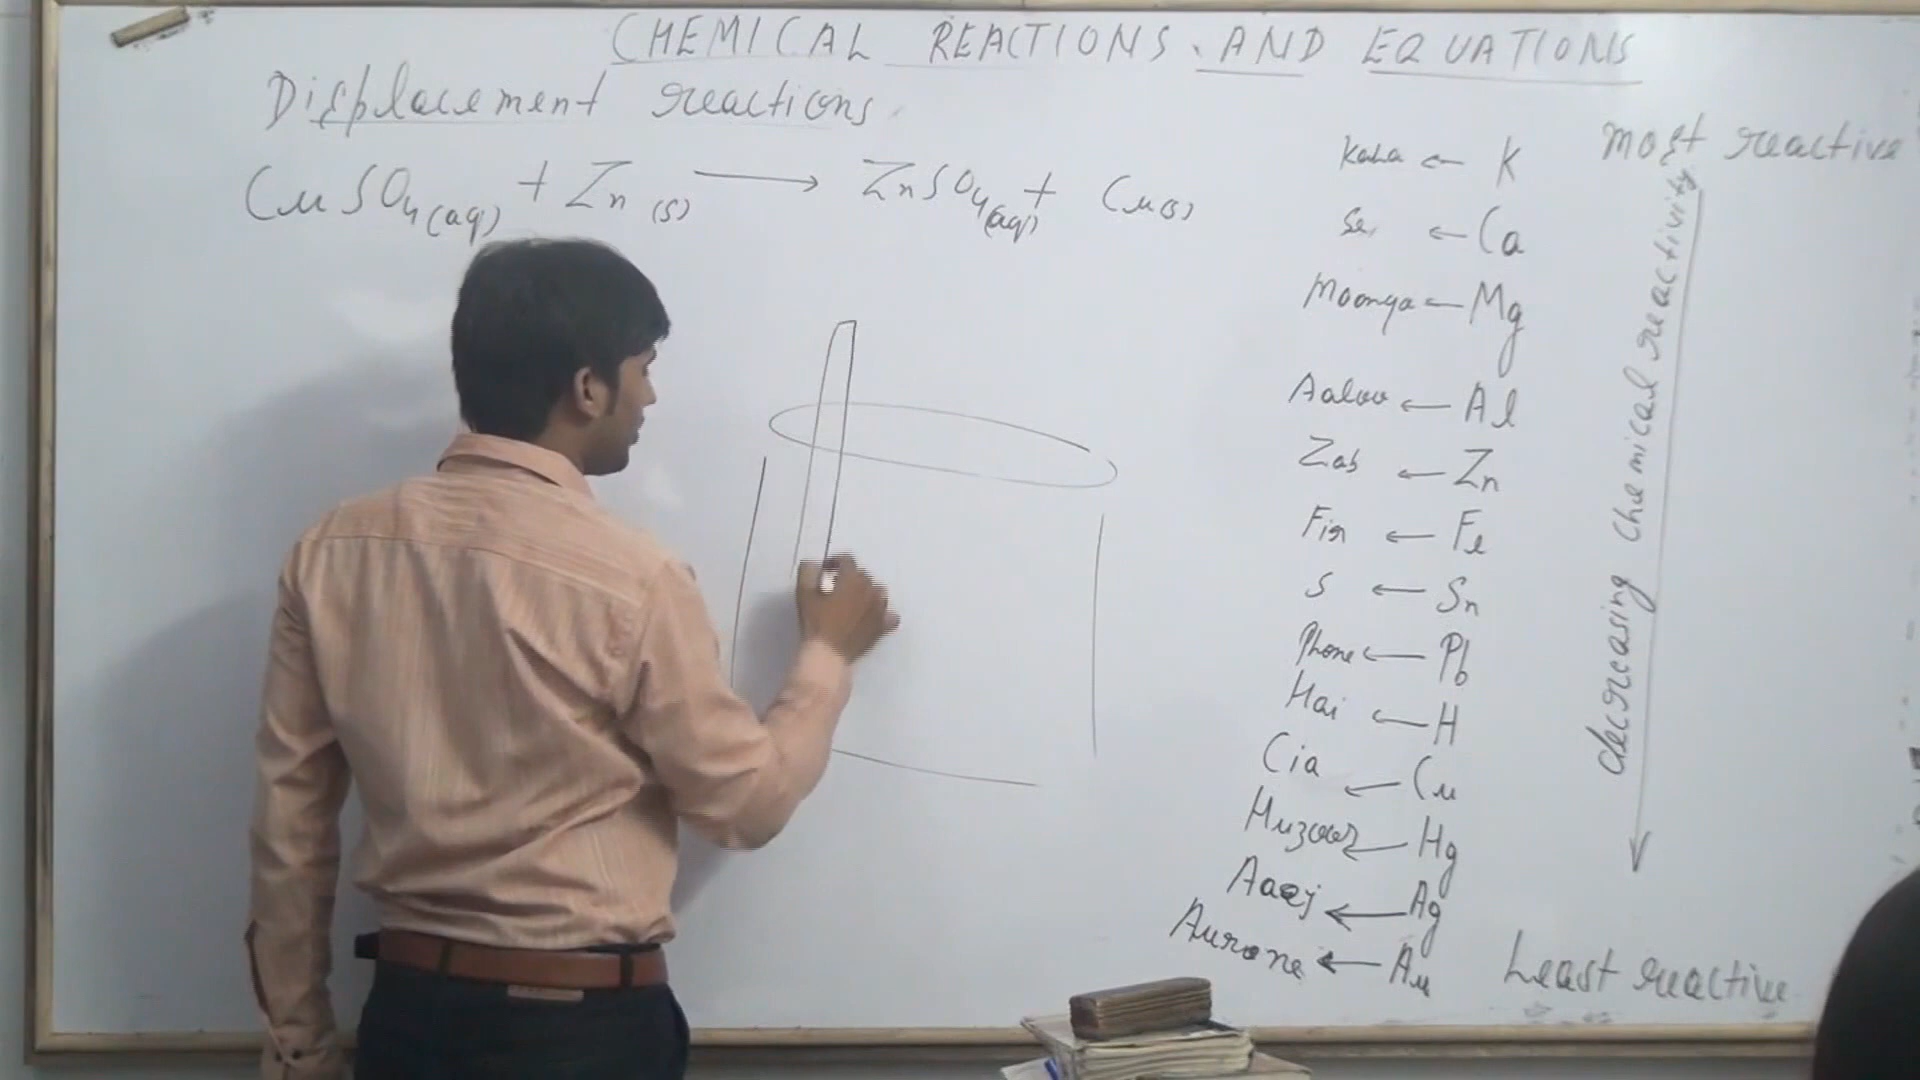 CHEMICAL REACTIONS AND EQUATIONS
Displacement reactions
CuSO4(aq) + Zn(s) ⟶ ZnSO4(aq) + Cu(s)
most reactive
Kaha ← K
Se ← Ca
Moonga ← Mg
Aaloo ← Al
Zab ← Zn
Fir ← Fe
S ← Sn
Phone ← Pb
Hai ← H
Cia ← Cu
Huzoor ← Hg
Aaej ← Ag
Aurone ← Au
decreasing chemical reactivity
Least reactive